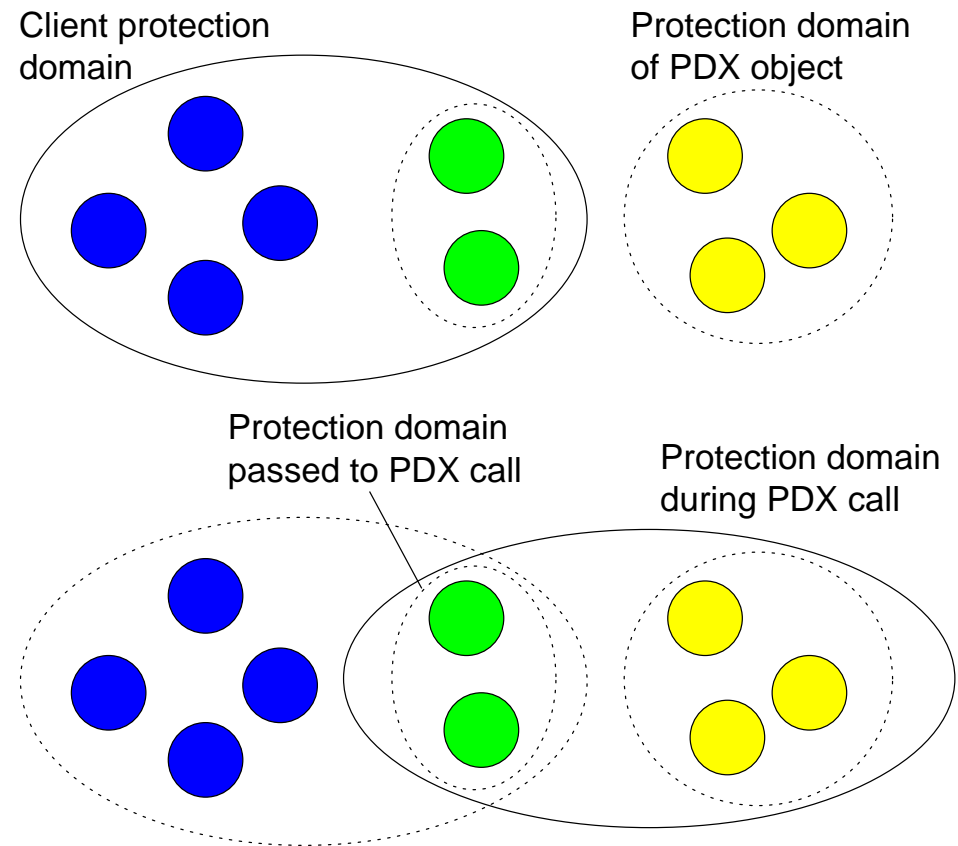 Client protection
domain
Protection domain
of PDX object
Protection domain
passed to PDX call
Protection domain
during PDX call